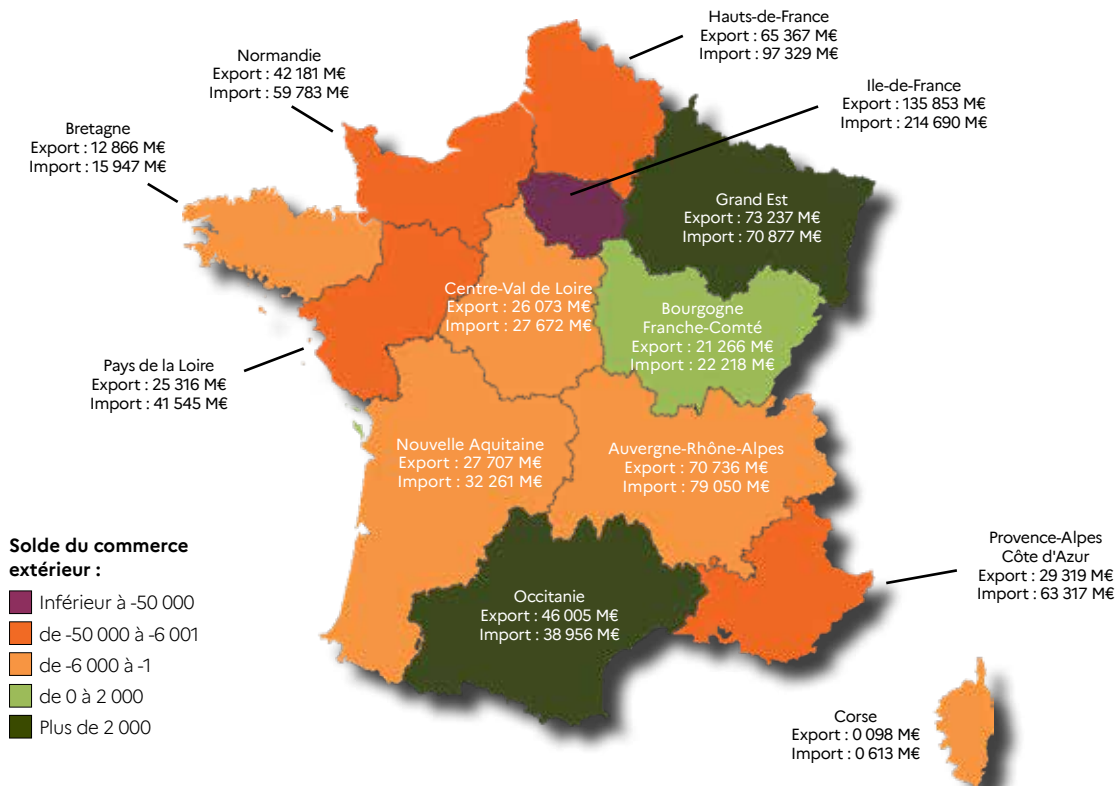 Hauts-de-France
Export : 65 367 M€
Import : 97 329 M€
Normandie
Export : 42 181 M€
Import : 59 783 M€
Ile-de-France
Export : 135 853 M€
Import : 214 690 M€
Bretagne
Export : 12 866 M€
Import : 15 947 M€
Grand Est
Export : 73 237 M€
Import : 70 877 M€
Centre-Val de Loire
Export : 26 073 M€
Import : 27 672 M€
Bourgogne
Franche-Comté
Export : 21 266 M€
Import : 22 218 M€
Pays de la Loire
Export : 25 316 M€
Import : 41 545 M€
Nouvelle Aquitaine
Export : 27 707 M€
Import : 32 261 M€
Auvergne-Rhône-Alpes
Export : 70 736 M€
Import : 79 050 M€
Provence-Alpes
Côte d'Azur
Export : 29 319 M€
Import : 63 317 M€
Occitanie
Export : 46 005 M€
Import : 38 956 M€
Corse
Export : 0 098 M€
Import : 0 613 M€
Solde du commerce
extérieur :
Inférieur à -50 000
de -50 000 à -6 001
de -6 000 à -1
de 0 à 2 000
Plus de 2 000